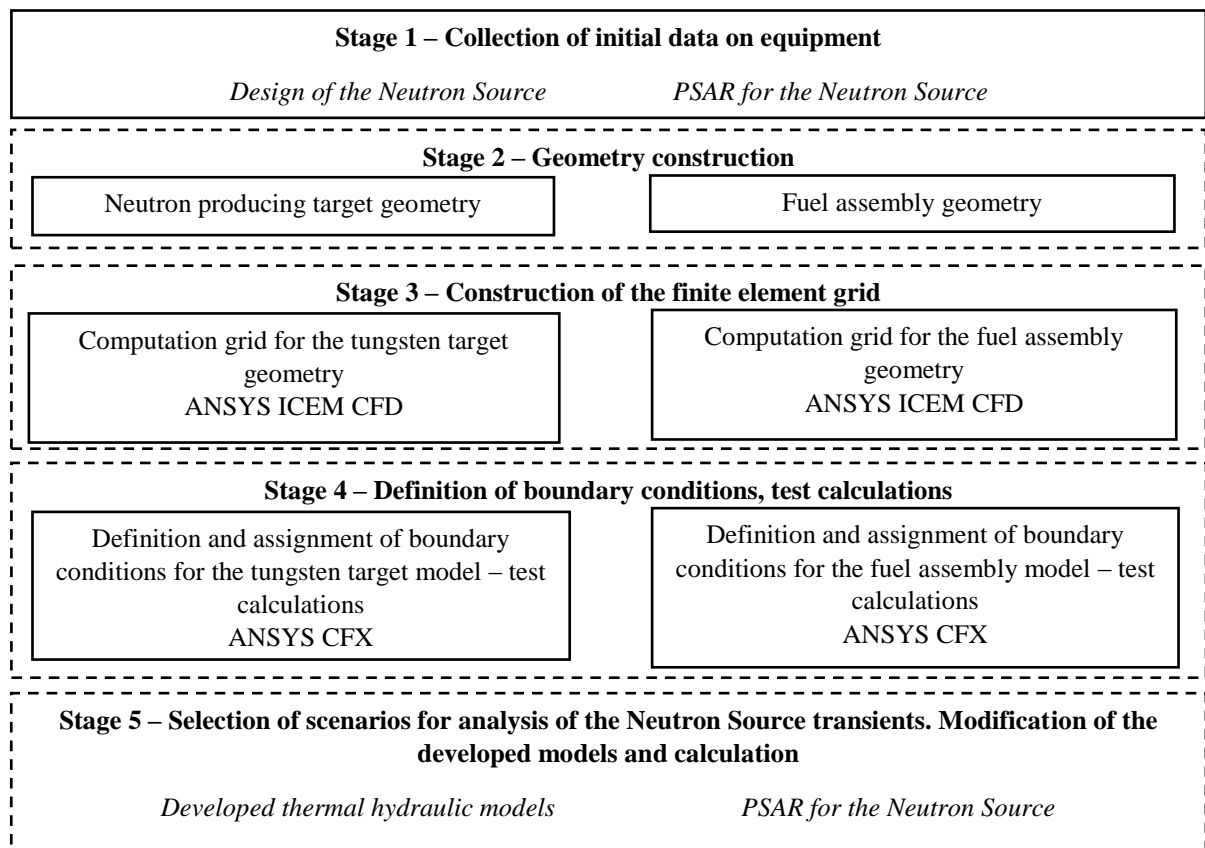 Stage 1 – Collection of initial data on equipment
Design of the Neutron Source
PSAR for the Neutron Source
Stage 2 – Geometry construction
Neutron producing target geometry
Fuel assembly geometry
Stage 3 – Construction of the finite element grid
Computation grid for the tungsten target
geometry
ANSYS ICEM CFD
Computation grid for the fuel assembly
geometry
ANSYS ICEM CFD
Stage 4 – Definition of boundary conditions, test calculations
Definition and assignment of boundary
conditions for the tungsten target model – test
calculations
ANSYS CFX
Definition and assignment of boundary
conditions for the fuel assembly model – test
calculations
ANSYS CFX
Stage 5 – Selection of scenarios for analysis of the Neutron Source transients. Modification of the
developed models and calculation
Developed thermal hydraulic models
PSAR for the Neutron Source